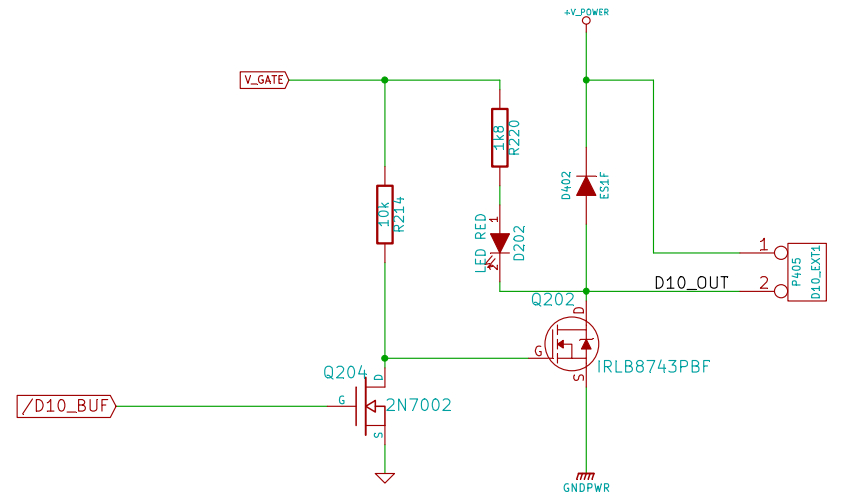 +V_POWER
V_GATE
1k8
R220
D402
ES1F
10k
R214
LED RED
1
2
D202
1
2
P405
D10_EXT1
D10_OUT
Q202
D
G
S
IRLB8743PBF
Q204
D
G
S
2N7002
/D10_BUF
GNDPWR